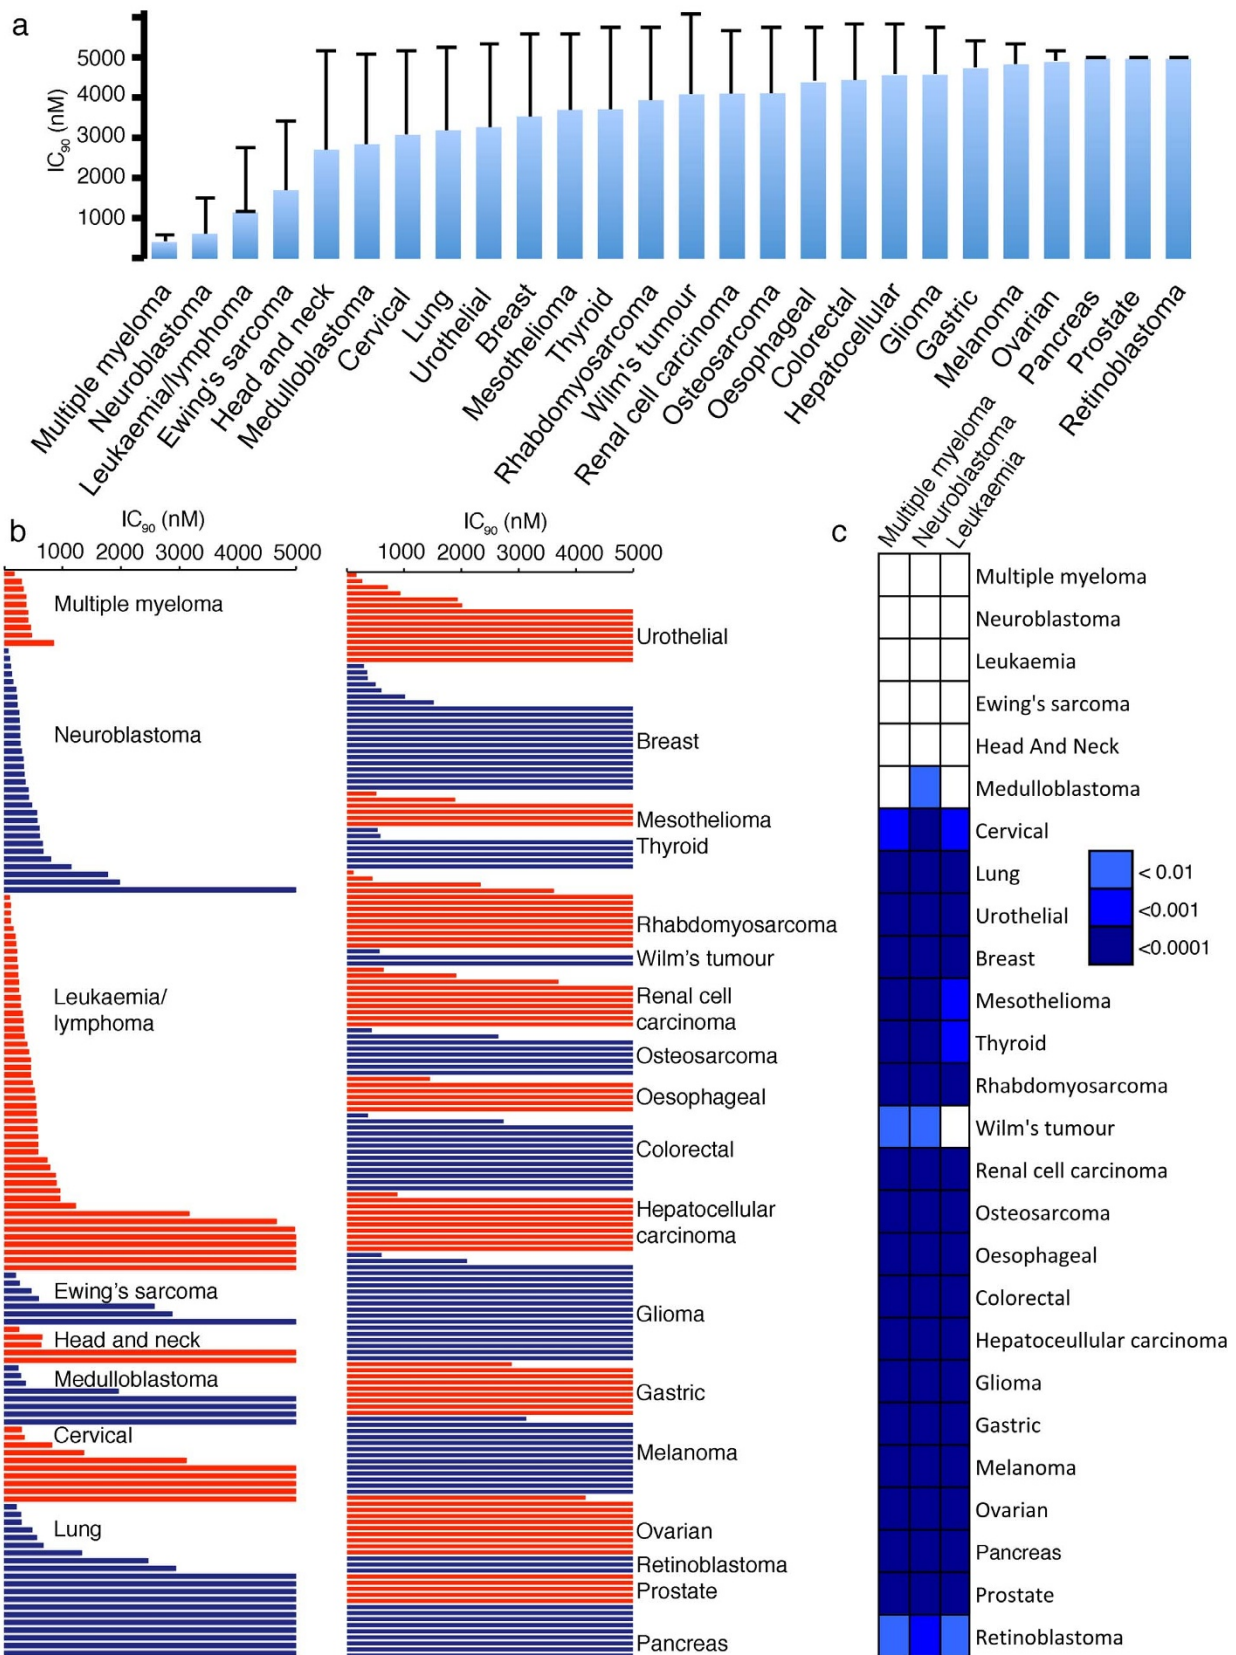 a
IC90 (nM)
5000
4000
3000
2000
1000
Multiple myeloma
Neuroblastoma
Leukaemia/lymphoma
Ewing's sarcoma
Head and neck
Medulloblastoma
Cervical
Lung
Urothelial
Breast
Mesothelioma
Thyroid
Rhabdomyosarcoma
Wilm's tumour
Renal cell carcinoma
Osteosarcoma
Oesophageal
Colorectal
Hepatocellular
Glioma
Gastric
Melanoma
Ovarian
Pancreas
Prostate
Retinoblastoma
b
IC90 (nM)
1000 2000 3000 4000 5000
Multiple myeloma
Neuroblastoma
Leukaemia/
lymphoma
Ewing's sarcoma
Head and neck
Medulloblastoma
Cervical
Lung
IC90 (nM)
1000 2000 3000 4000 5000
Urothelial
Breast
Mesothelioma
Thyroid
Rhabdomyosarcoma
Wilm's tumour
Renal cell
carcinoma
Osteosarcoma
Oesophageal
Colorectal
Hepatocellular
carcinoma
Glioma
Gastric
Melanoma
Ovarian
Retinoblastoma
Prostate
Pancreas
c
Multiple myeloma
Neuroblastoma
Leukaemia
Multiple myeloma
Neuroblastoma
Leukaemia
Ewing's sarcoma
Head And Neck
Medulloblastoma
Cervical
Lung
Urothelial
Breast
Mesothelioma
Thyroid
Rhabdomyosarcoma
Wilm's tumour
Renal cell carcinoma
Osteosarcoma
Oesophageal
Colorectal
Hepatoceullular carcinoma
Glioma
Gastric
Melanoma
Ovarian
Pancreas
Prostate
Retinoblastoma
< 0.01
<0.001
<0.0001